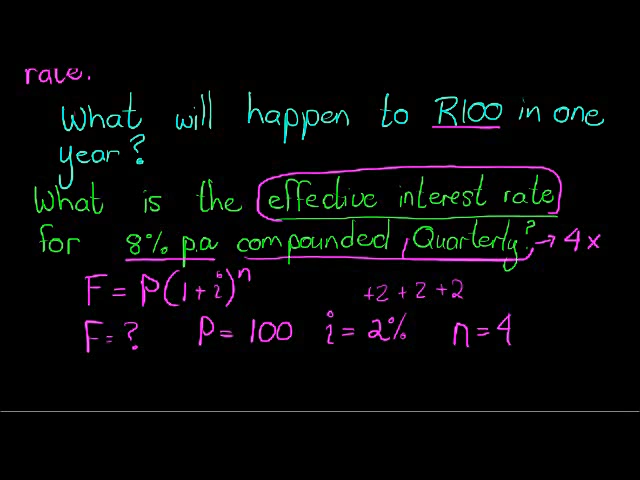 rate.
What will happen to R100 in one
year?
What is the effective interest rate
for 8% pa compounded, Quarterly? → 4x
F = P(1+i)^n +2 +2 +2
F = ? P = 100 i = 2% n = 4